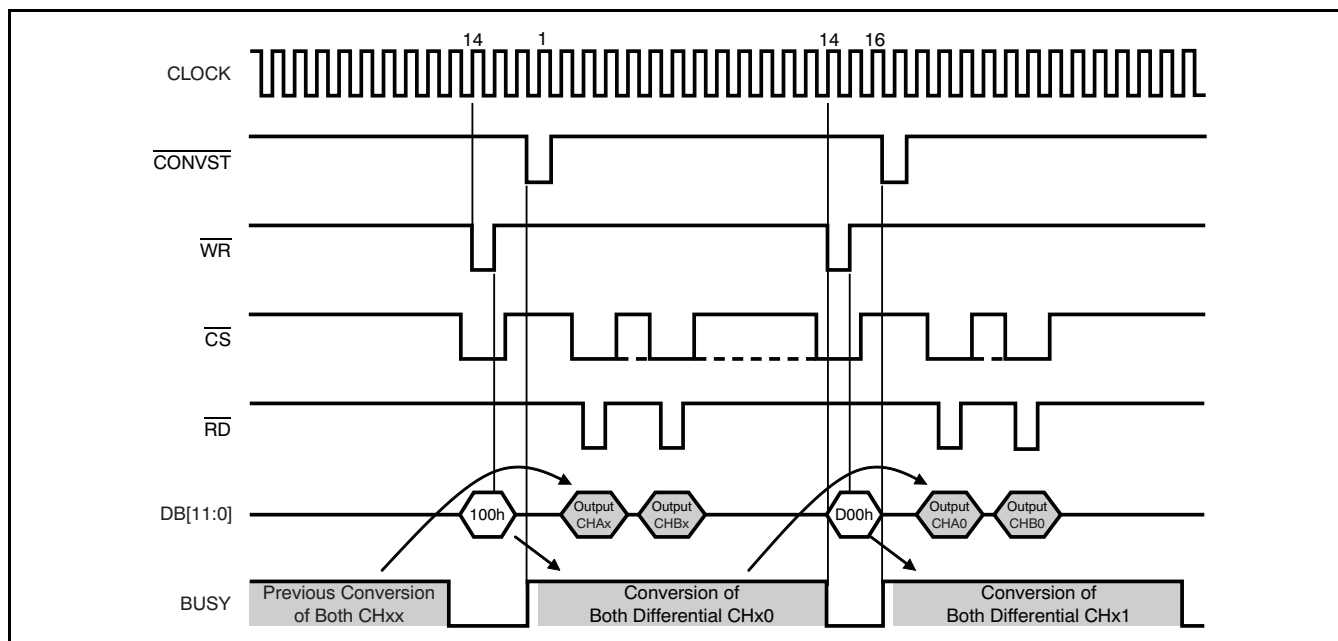 14 1 14 16
CLOCK
CONVST
WR
CS
RD
DB[11:0]
100h
Output
CHAx
Output
CHBx
D00h
Output
CHA0
Output
CHB0
BUSY
Previous Conversion
of Both CHxx
Conversion of
Both Differential CHx0
Conversion of
Both Differential CHx1